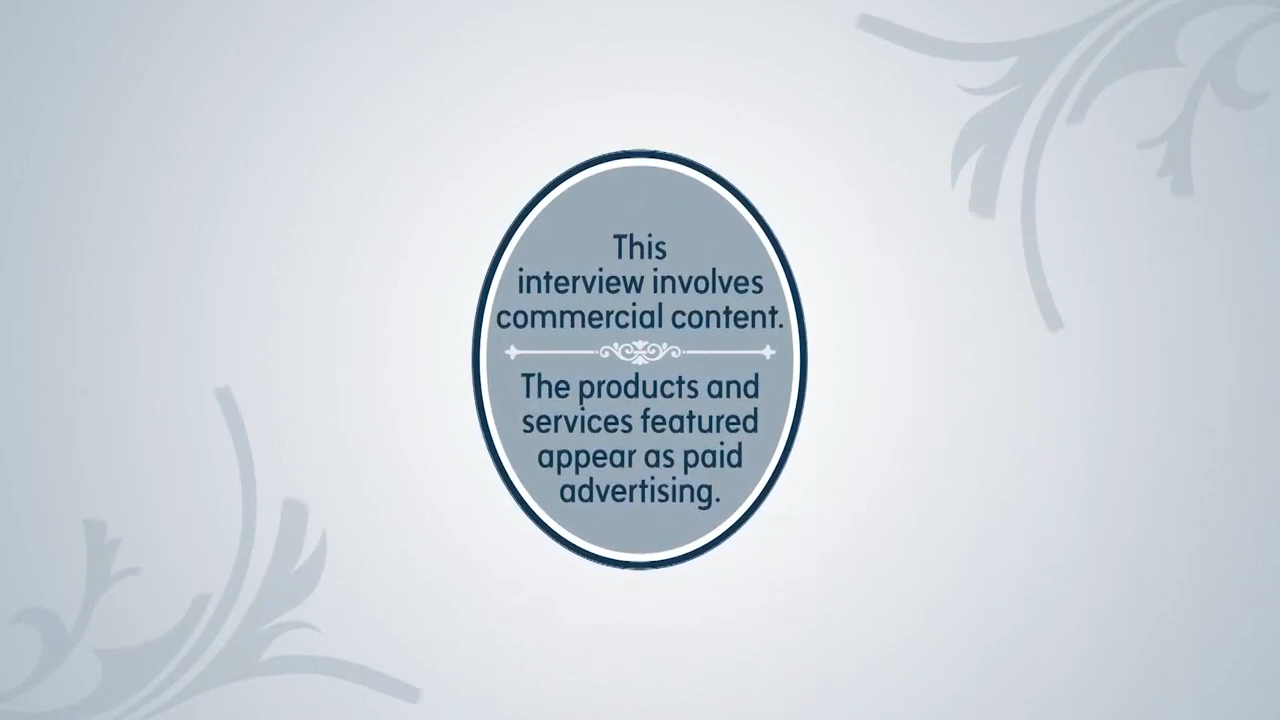 This
interview involves
commercial content.
The products and
services featured
appear as paid
advertising.